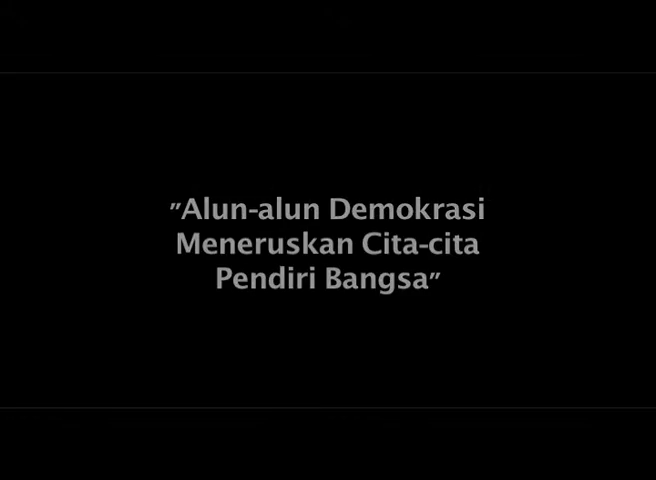 "Alun-alun Demokrasi
Meneruskan Cita-cita
Pendiri Bangsa"